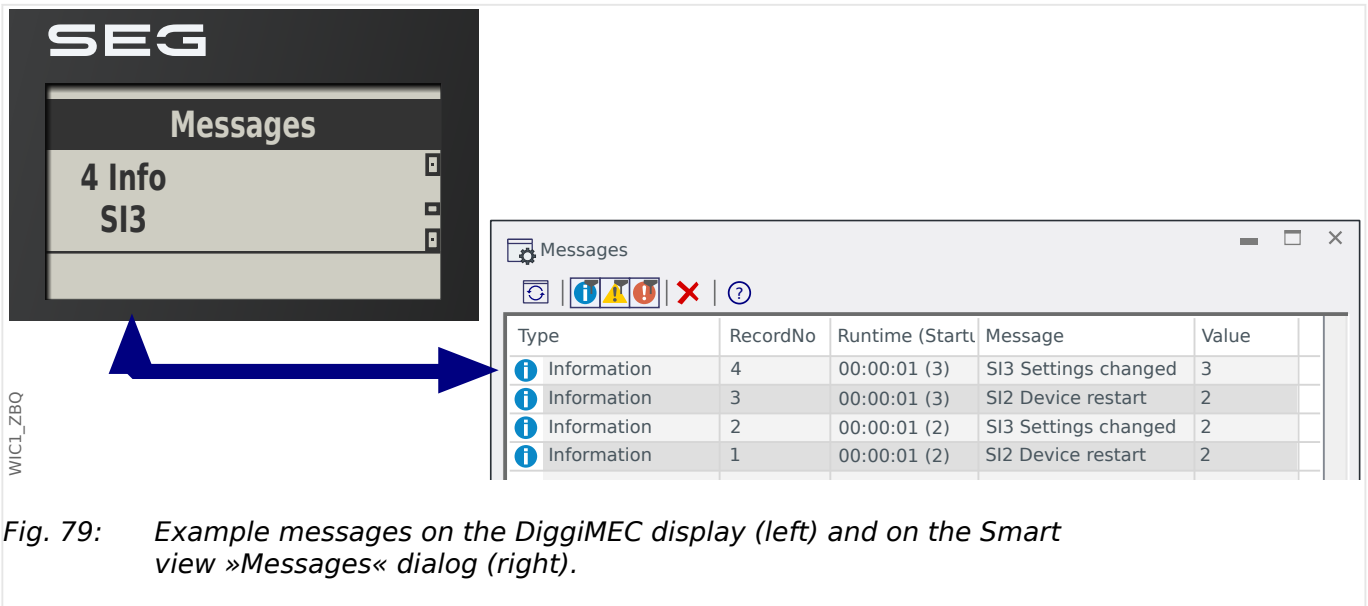 SEG
Messages
4 Info
SI3
Messages
Type RecordNo Runtime (Startu Message Value
Information 4 00:00:01 (3) SI3 Settings changed 3
Information 3 00:00:01 (3) SI2 Device restart 2
Information 2 00:00:01 (2) SI3 Settings changed 2
Information 1 00:00:01 (2) SI2 Device restart 2
WIC1_ZBQ
Fig. 79: Example messages on the DiggiMEC display (left) and on the Smart
view »Messages« dialog (right).